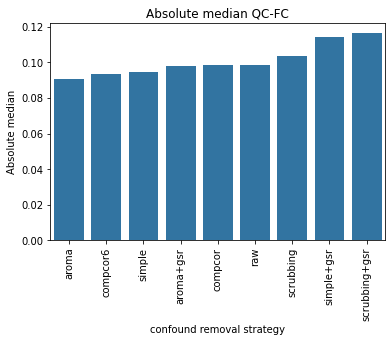 Absolute median QC-FC
Absolute median
0.12
0.10
0.08
0.06
0.04
0.02
0.00
aroma
compcor6
simple
aroma+gsr
compcor
raw
scrubbing
simple+gsr
scrubbing+gsr
confound removal strategy